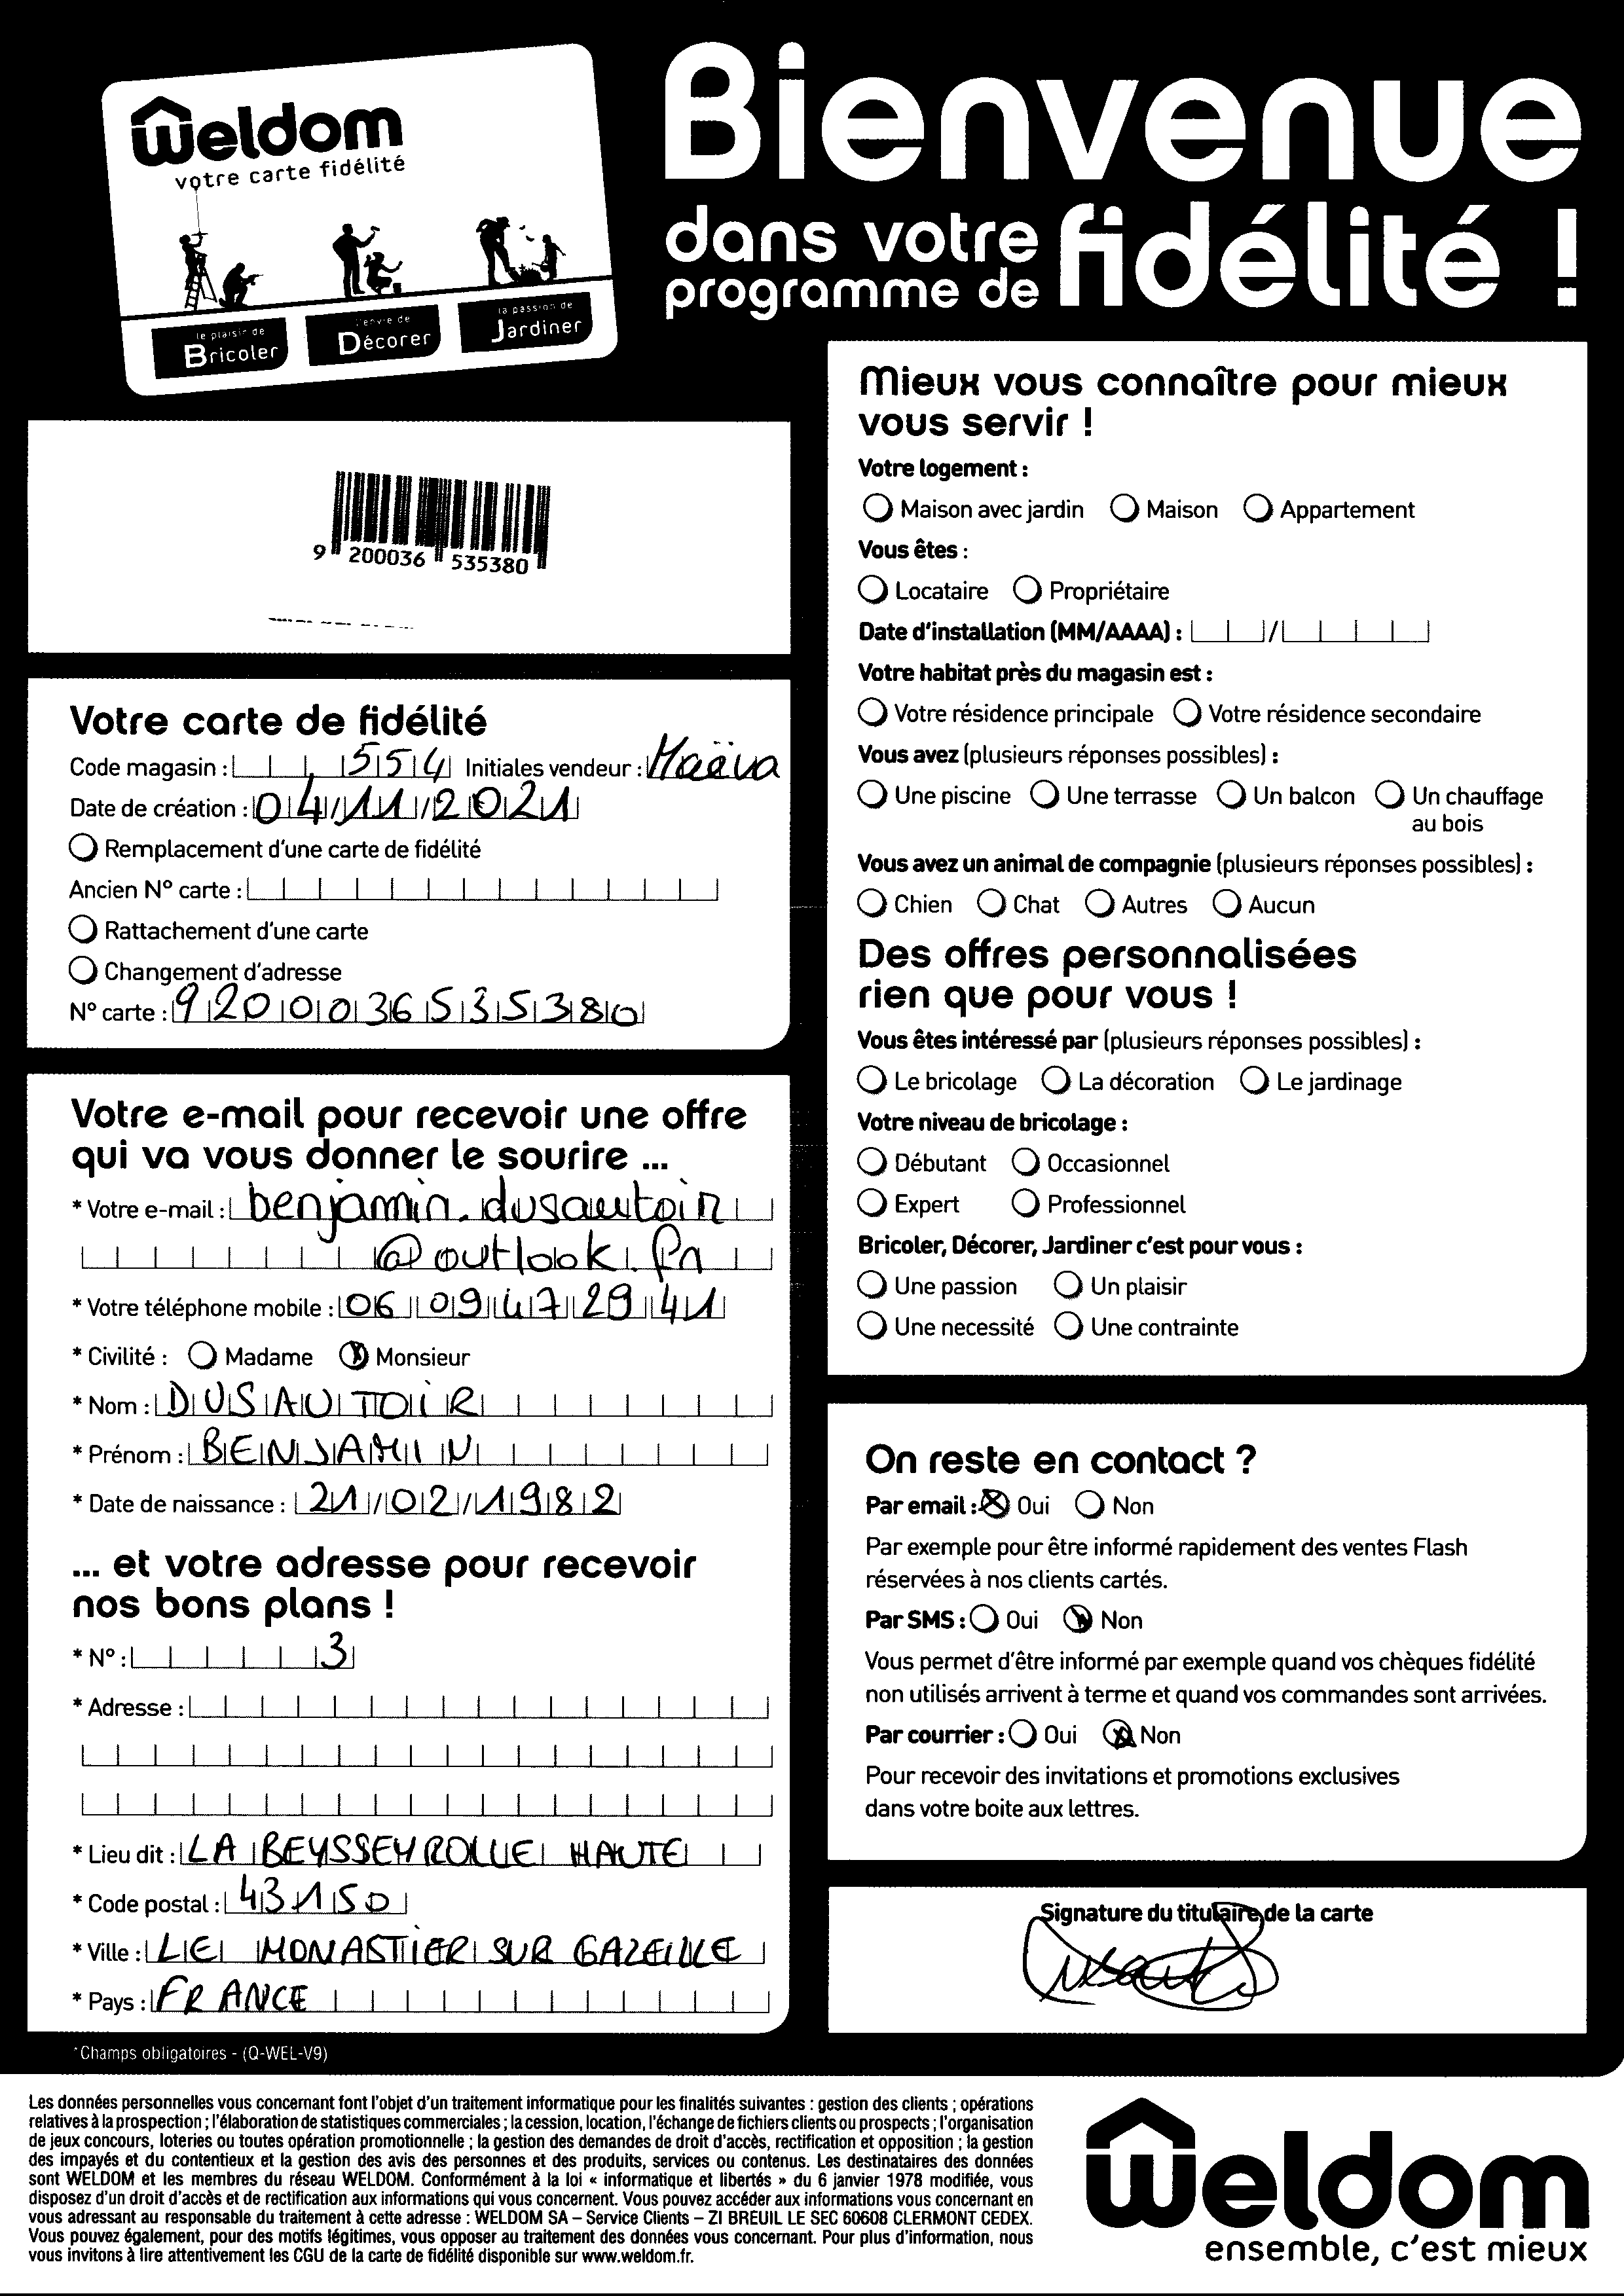 weldom
votre carte fidélité
le plaisir de
Bricoler
l'envie de
Décorer
la passion de
Jardiner
Bienvenue
dans votre
programme de fidélité !
9 200036 535380
Votre carte de fidélité
Code magasin : 554 Initiales vendeur : Maëva
Date de création : 04/11/2021
Remplacement d'une carte de fidélité
Ancien N° carte :
Rattachement d'une carte
Changement d'adresse
N° carte : 9200036535380
Votre e-mail pour recevoir une offre
qui va vous donner le sourire ...
* Votre e-mail : benjamin.dusautoir
@outlook.fr
* Votre téléphone mobile : 06 09 47 29 41
* Civilité : Madame Monsieur
* Nom : DUSAUTOIR
* Prénom : BENJAMIN
* Date de naissance : 21/02/1982
... et votre adresse pour recevoir
nos bons plans !
* N° : 3
* Adresse :
* Lieu dit : LA BEYSSEYROLLE HAUTE
* Code postal : 43150
* Ville : LE MONASTIER SUR GAZEILLE
* Pays : FRANCE
*Champs obligatoires - (Q-WEL-V9)
Mieux vous connaître pour mieux
vous servir !
Votre logement :
Maison avec jardin Maison Appartement
Vous êtes :
Locataire Propriétaire
Date d'installation (MM/AAAA) : /
Votre habitat près du magasin est :
Votre résidence principale Votre résidence secondaire
Vous avez (plusieurs réponses possibles) :
Une piscine Une terrasse Un balcon Un chauffage
au bois
Vous avez un animal de compagnie (plusieurs réponses possibles) :
Chien Chat Autres Aucun
Des offres personnalisées
rien que pour vous !
Vous êtes intéressé par (plusieurs réponses possibles) :
Le bricolage La décoration Le jardinage
Votre niveau de bricolage :
Débutant Occasionnel
Expert Professionnel
Bricoler, Décorer, Jardiner c'est pour vous :
Une passion Un plaisir
Une necessité Une contrainte
On reste en contact ?
Par email : Oui Non
Par exemple pour être informé rapidement des ventes Flash
réservées à nos clients cartés.
Par SMS : Oui Non
Vous permet d'être informé par exemple quand vos chèques fidélité
non utilisés arrivent à terme et quand vos commandes sont arrivées.
Par courrier : Oui Non
Pour recevoir des invitations et promotions exclusives
dans votre boite aux lettres.
Signature du titulaire de la carte
Les données personnelles vous concernant font l'objet d'un traitement informatique pour les finalités suivantes : gestion des clients ; opérations
relatives à la prospection ; l'élaboration de statistiques commerciales ; la cession, location, l'échange de fichiers clients ou prospects ; l'organisation
de jeux concours, loteries ou toutes opération promotionnelle ; la gestion des demandes de droit d'accès, rectification et opposition ; la gestion
des impayés et du contentieux et la gestion des avis des personnes et des produits, services ou contenus. Les destinataires des données
sont WELDOM et les membres du réseau WELDOM. Conformément à la loi « informatique et libertés » du 6 janvier 1978 modifiée, vous
disposez d'un droit d'accès et de rectification aux informations qui vous concernent. Vous pouvez accéder aux informations vous concernant en
vous adressant au responsable du traitement à cette adresse : WELDOM SA – Service Clients – ZI BREUIL LE SEC 60608 CLERMONT CEDEX.
Vous pouvez également, pour des motifs légitimes, vous opposer au traitement des données vous concernant. Pour plus d'information, nous
vous invitons à lire attentivement les CGU de la carte de fidélité disponible sur www.weldom.fr.
weldom
ensemble, c'est mieux